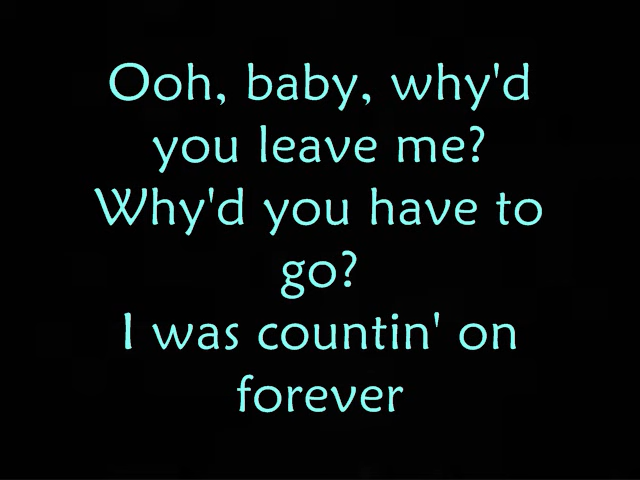 Ooh, baby, why'd
you leave me?
Why'd you have to
go?
I was countin' on
forever